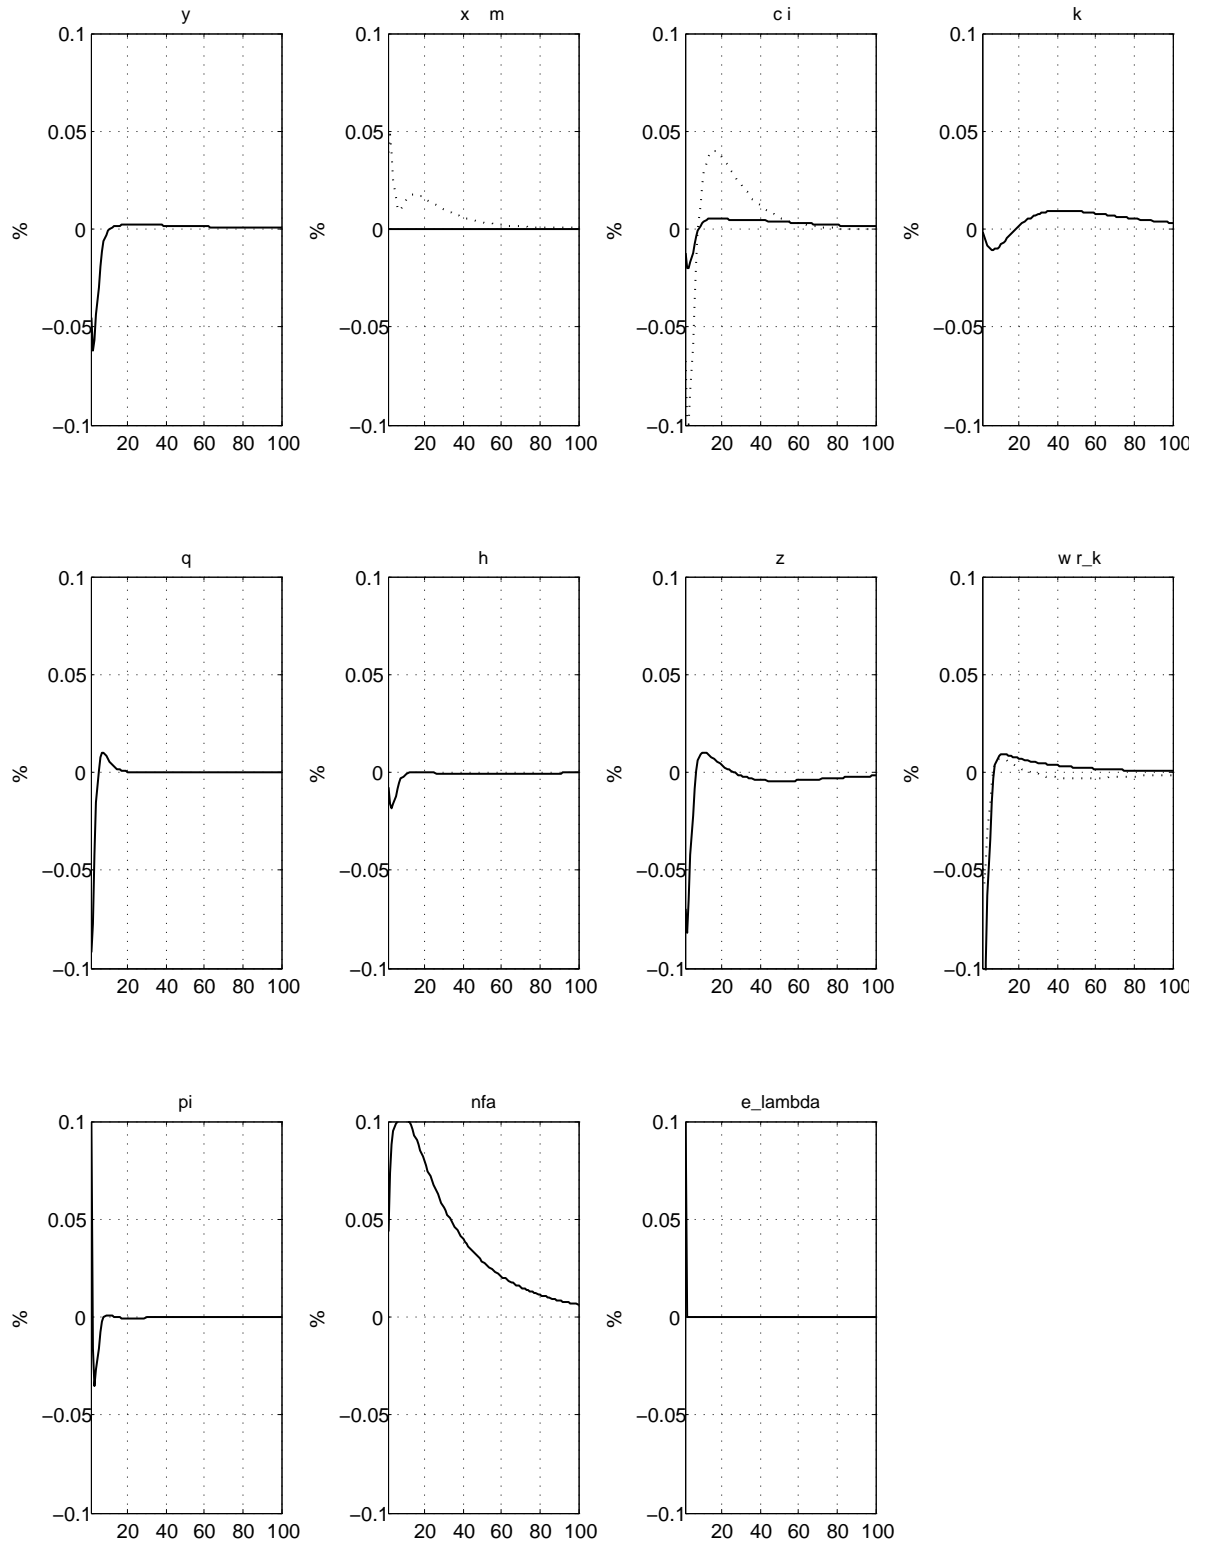 y
x m
c i
k
0.1 0.1 0.1 0.1
0.05 0.05 0.05 0.05
% 0 % 0 % 0 % 0
−0.05 −0.05 −0.05 −0.05
−0.1 −0.1 −0.1 −0.1
20 40 60 80 100 20 40 60 80 100 20 40 60 80 100 20 40 60 80 100
q
h
z
w r_k
0.1 0.1 0.1 0.1
0.05 0.05 0.05 0.05
% 0 % 0 % 0 % 0
−0.05 −0.05 −0.05 −0.05
−0.1 −0.1 −0.1 −0.1
20 40 60 80 100 20 40 60 80 100 20 40 60 80 100 20 40 60 80 100
pi
nfa
e_lambda
0.1 0.1 0.1
0.05 0.05 0.05
% 0 % 0 % 0
−0.05 −0.05 −0.05
−0.1 −0.1 −0.1
20 40 60 80 100 20 40 60 80 100 20 40 60 80 100